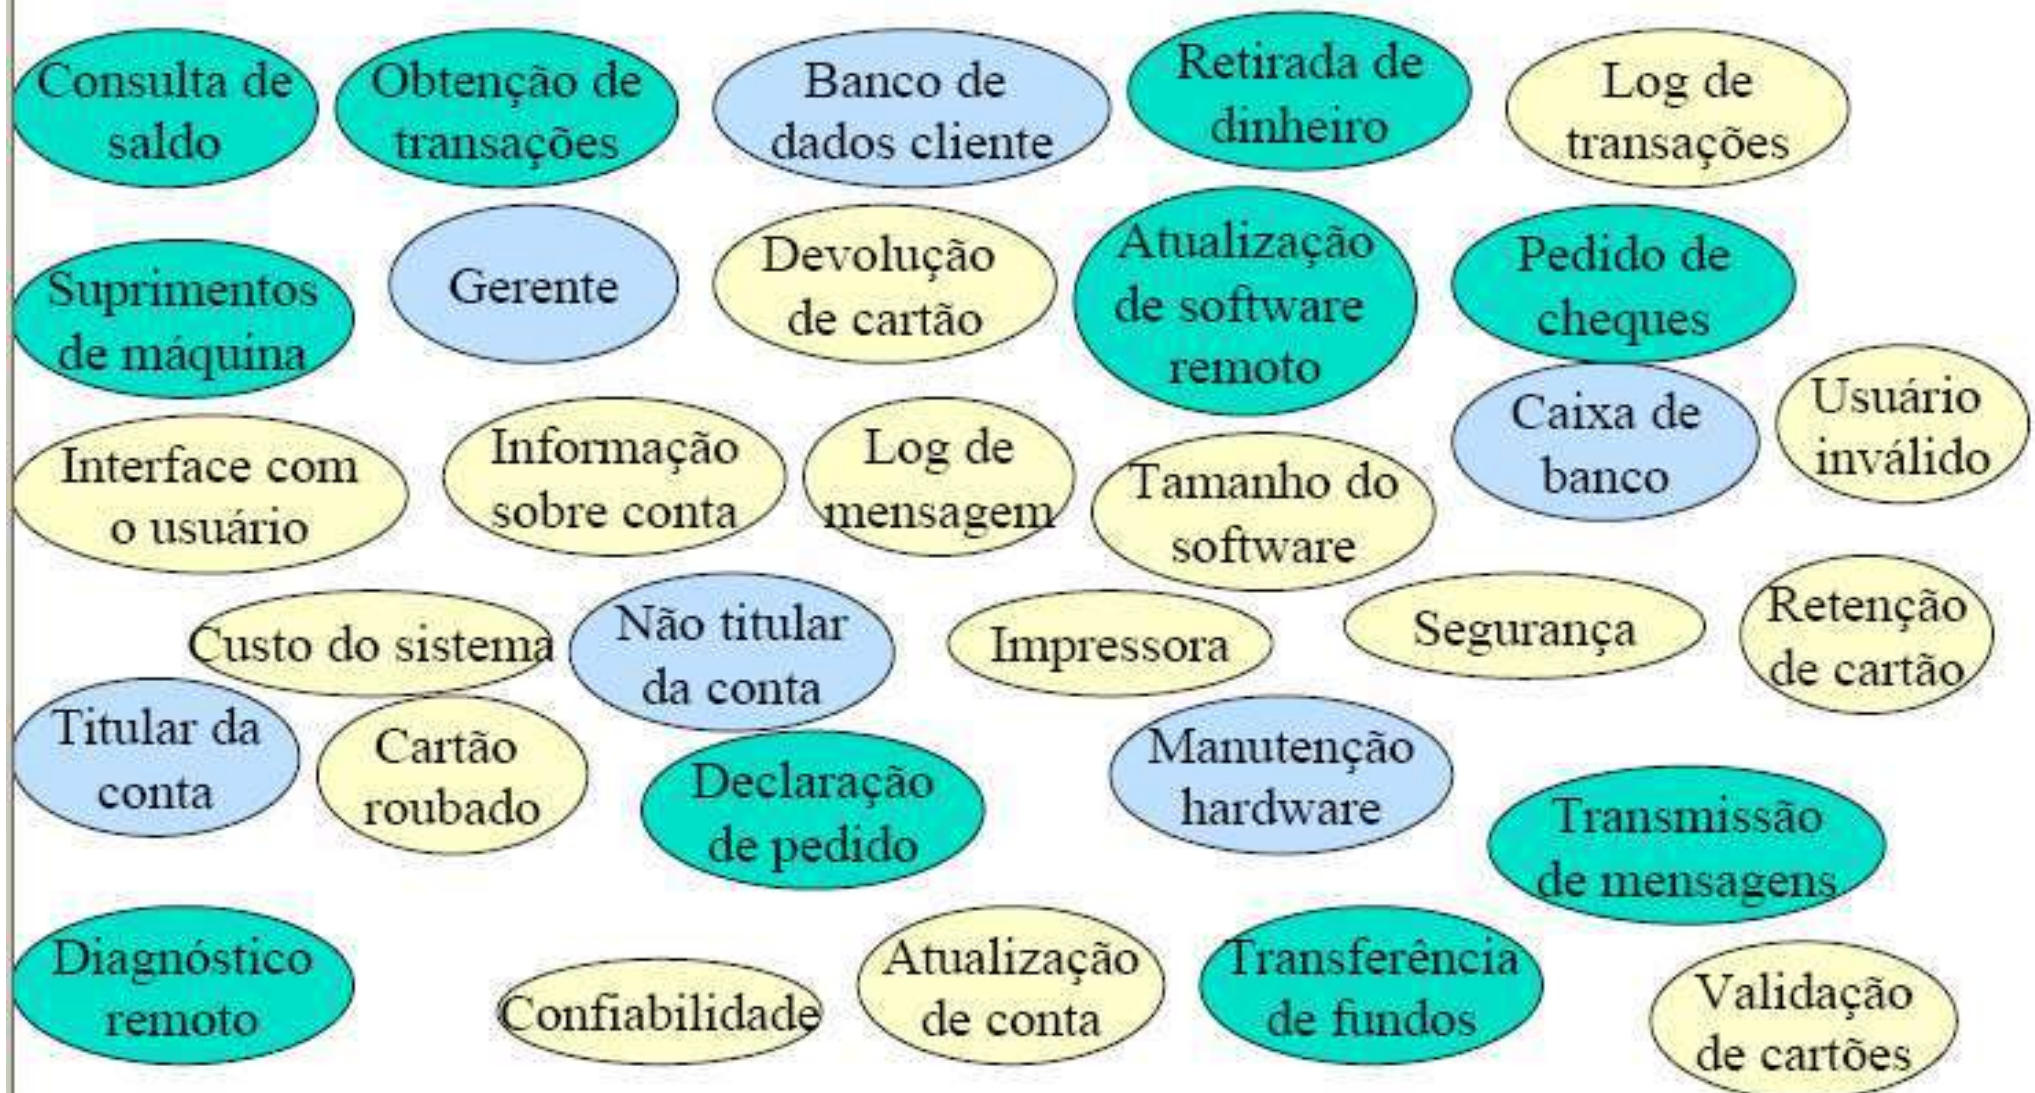 Consulta de
saldo
Obtenção de
transações
Banco de
dados cliente
Retirada de
dinheiro
Log de
transações
Suprimentos
de máquina
Gerente
Devolução
de cartão
Atualização
de software
remoto
Pedido de
cheques
Interface com
o usuário
Informação
sobre conta
Log de
mensagem
Tamanho do
software
Caixa de
banco
Usuário
inválido
Custo do sistema
Não titular
da conta
Impressora
Segurança
Retenção
de cartão
Titular da
conta
Cartão
roubado
Declaração
de pedido
Manutenção
hardware
Transmissão
de mensagens
Diagnóstico
remoto
Confiabilidade
Atualização
de conta
Transferência
de fundos
Validação
de cartões